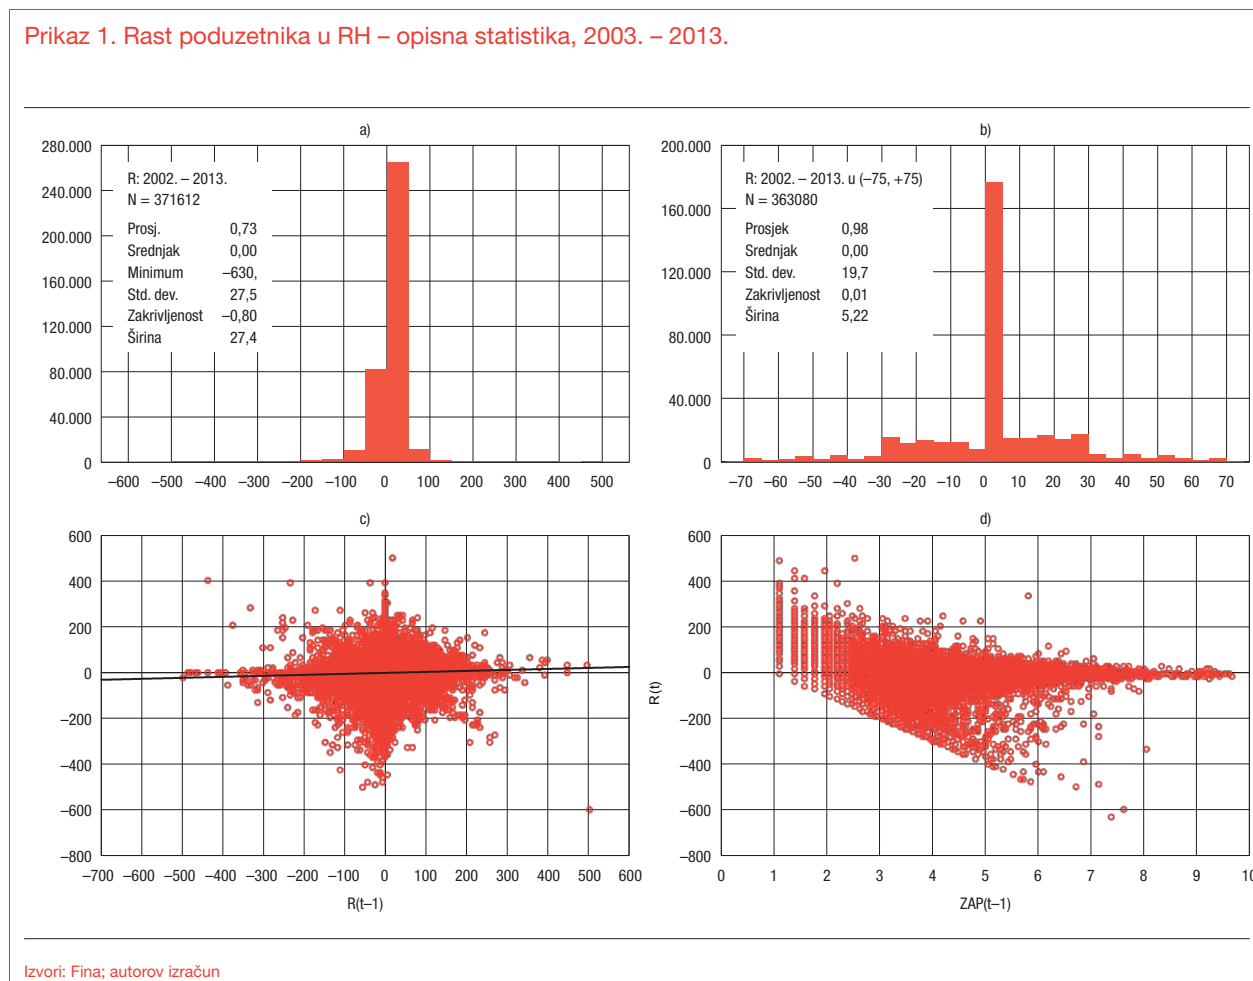 Prikaz 1. Rast poduzetnika u RH – opisna statistika, 2003. – 2013.
a)
280.000
240.000
200.000
160.000
120.000
80.000
40.000
0
R: 2002. – 2013.
N = 371612
Prosj. 0,73
Srednjak 0,00
Minimum –630,
Std. dev. 27,5
Zakrivljenost –0,80
Širina 27,4
–600 –500 –400 –300 –200 –100 0 100 200 300 400 500
b)
200.000
160.000
120.000
80.000
40.000
0
R: 2002. – 2013. u (–75, +75)
N = 363080
Prosjek 0,98
Srednjak 0,00
Std. dev. 19,7
Zakrivljenost 0,01
Širina 5,22
–70 –60 –50 –40 –30 –20 –10 0 10 20 30 40 50 60 70
c)
600
400
200
0
–200
–400
–600
–800
–700 –600 –500 –400 –300 –200 –100 0 100 200 300 400 500 600
R(t–1)
d)
R(t)
600
400
200
0
–200
–400
–600
–800
0 1 2 3 4 5 6 7 8 9 10
ZAP(t–1)
Izvori: Fina; autorov izračun